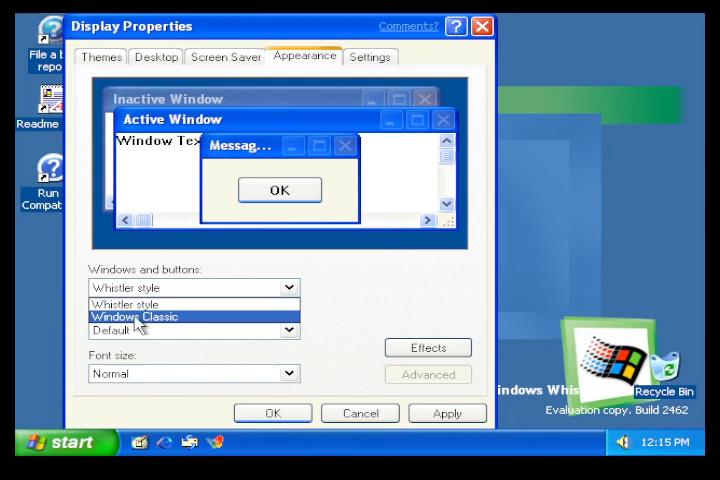 Display Properties
Comments?
File a b
repo
Themes
Desktop
Screen Saver
Appearance
Settings
Inactive Window
Active Window
Window Tex
Messag...
OK
Readme
Run
Compat
Windows and buttons:
Whistler style
Whistler style
Windows Classic
Default
Font size:
Normal
Effects
Advanced
OK
Cancel
Apply
indows Whis
Recycle Bin
Evaluation copy. Build 2462
start
12:15 PM